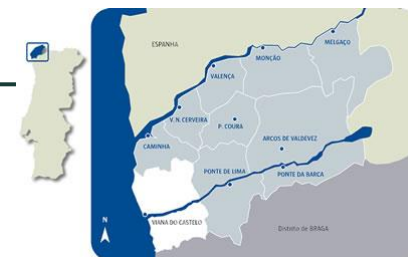 ESPANHA
MELGAÇO
MONÇÃO
VALENÇA
V. N. CERVEIRA
P. COURA
ARCOS DE VALDEVEZ
CAMINHA
PONTE DE LIMA
PONTE DA BARCA
VIANA DO CASTELO
Distrito de BRAGA
N